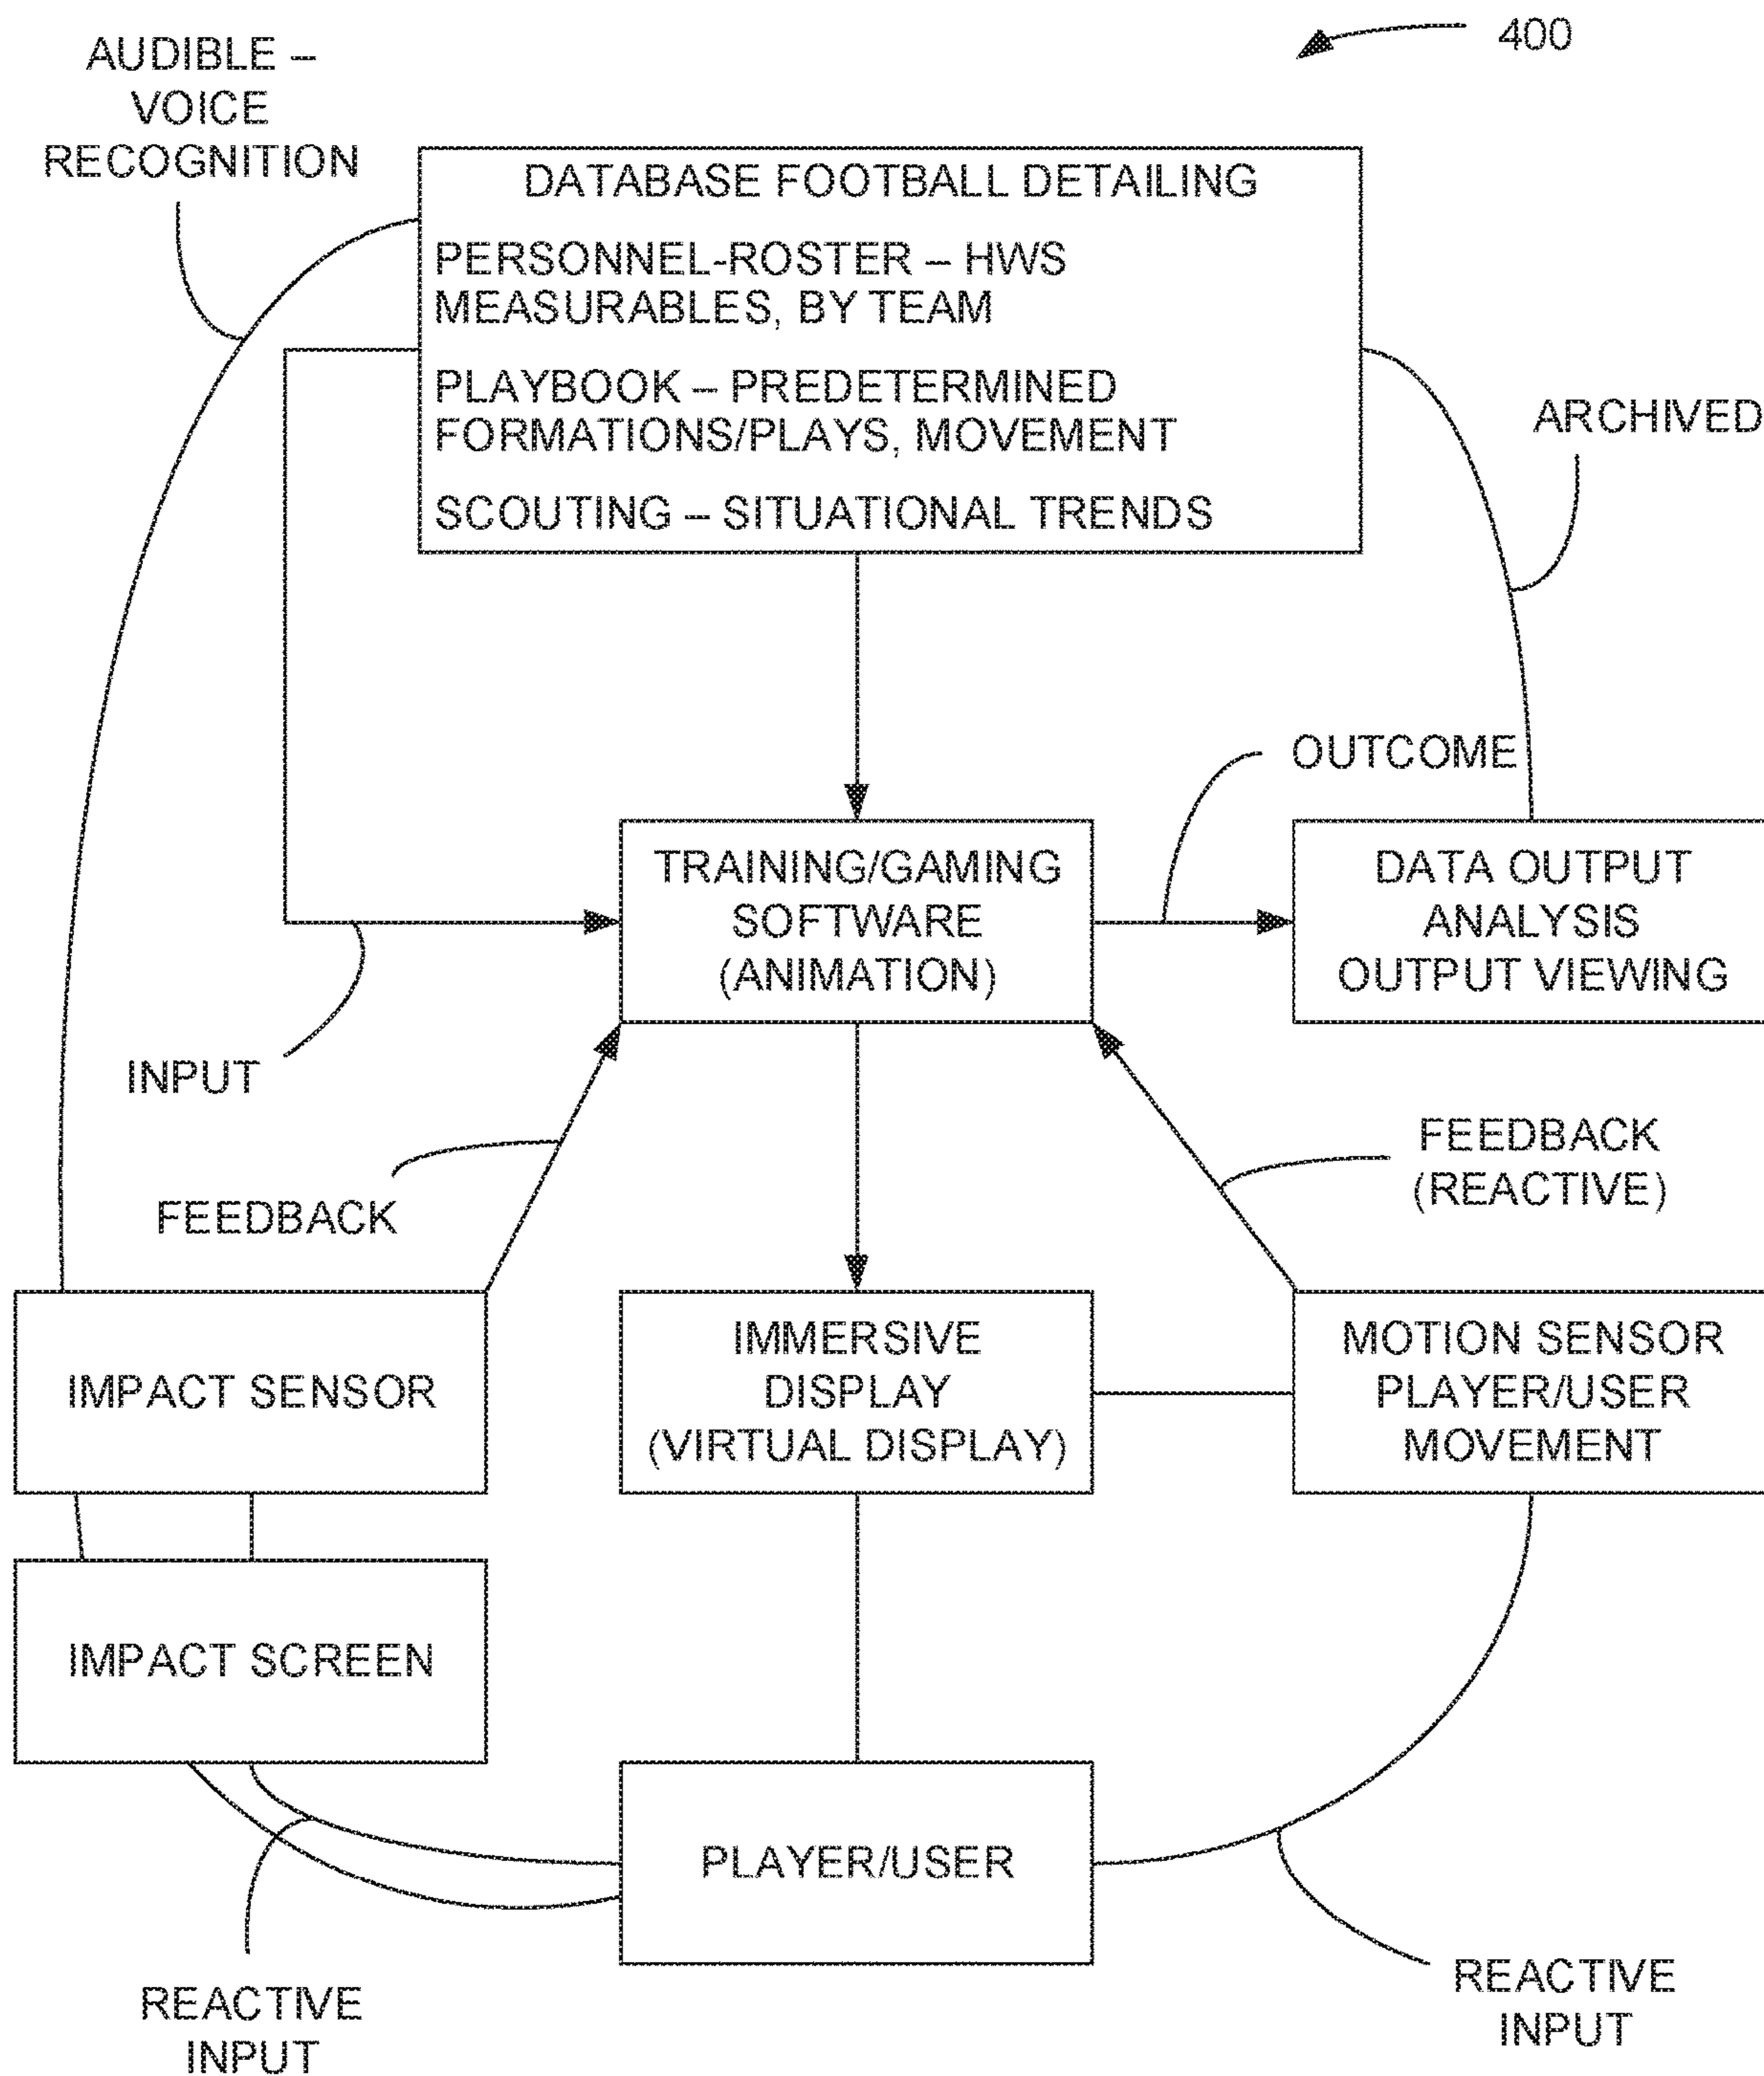 400
AUDIBLE –
VOICE
RECOGNITION
DATABASE FOOTBALL DETAILING
PERSONNEL-ROSTER – HWS
MEASURABLES, BY TEAM
PLAYBOOK – PREDETERMINED
FORMATIONS/PLAYS, MOVEMENT
SCOUTING – SITUATIONAL TRENDS
ARCHIVED
OUTCOME
TRAINING/GAMING
SOFTWARE
(ANIMATION)
DATA OUTPUT
ANALYSIS
OUTPUT VIEWING
INPUT
FEEDBACK
FEEDBACK
(REACTIVE)
IMPACT SENSOR
IMMERSIVE
DISPLAY
(VIRTUAL DISPLAY)
MOTION SENSOR
PLAYER/USER
MOVEMENT
IMPACT SCREEN
PLAYER/USER
REACTIVE
INPUT
REACTIVE
INPUT